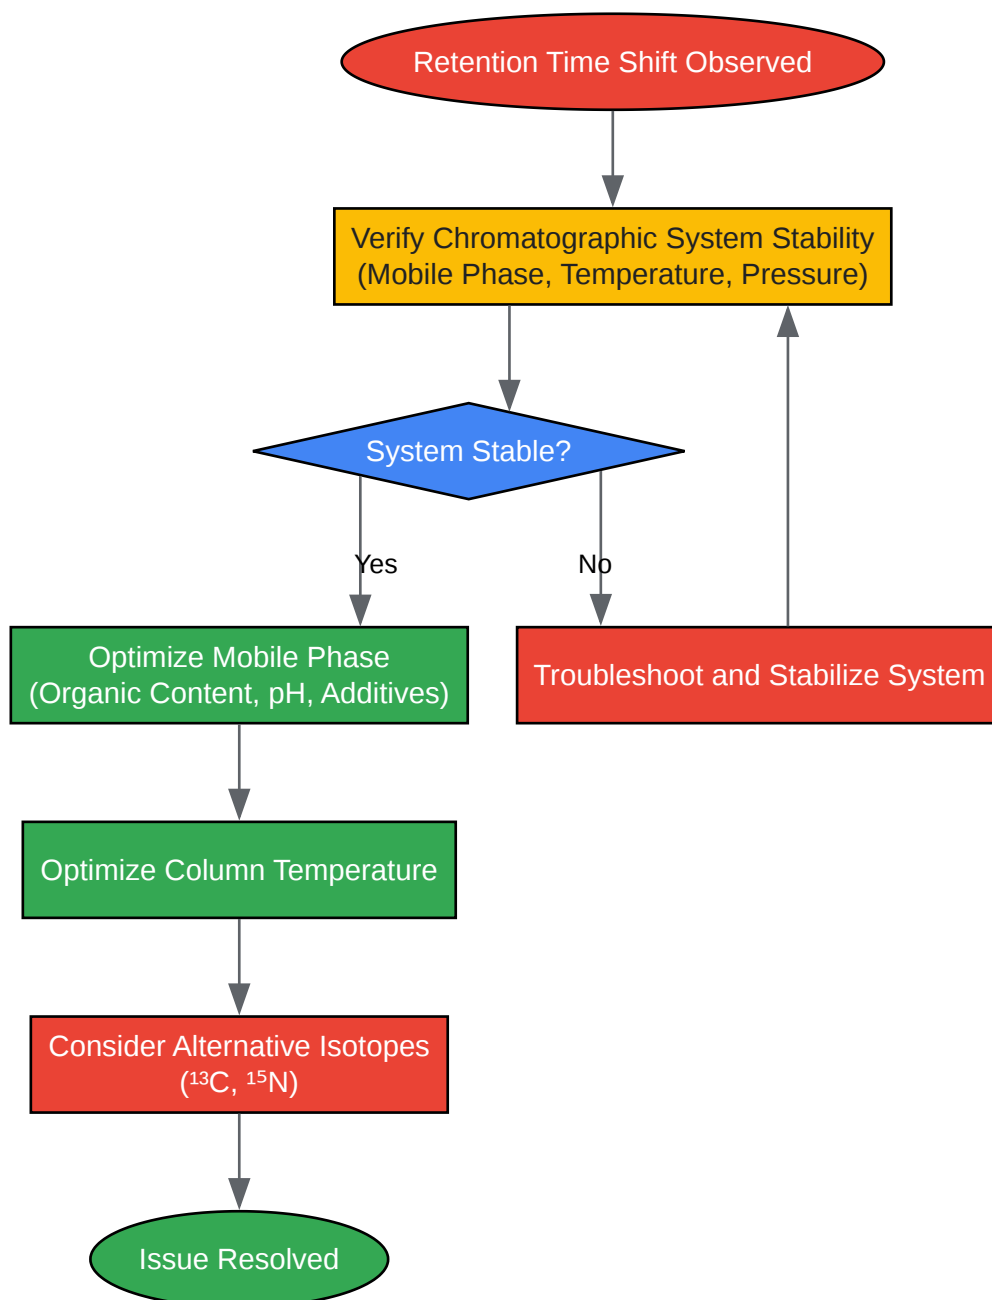 Retention Time Shift Observed
Verify Chromatographic System Stability
(Mobile Phase, Temperature, Pressure)
System Stable?
Yes
No
Optimize Mobile Phase
(Organic Content, pH, Additives)
Troubleshoot and Stabilize System
Optimize Column Temperature
Consider Alternative Isotopes
(¹³C, ¹⁵N)
Issue Resolved